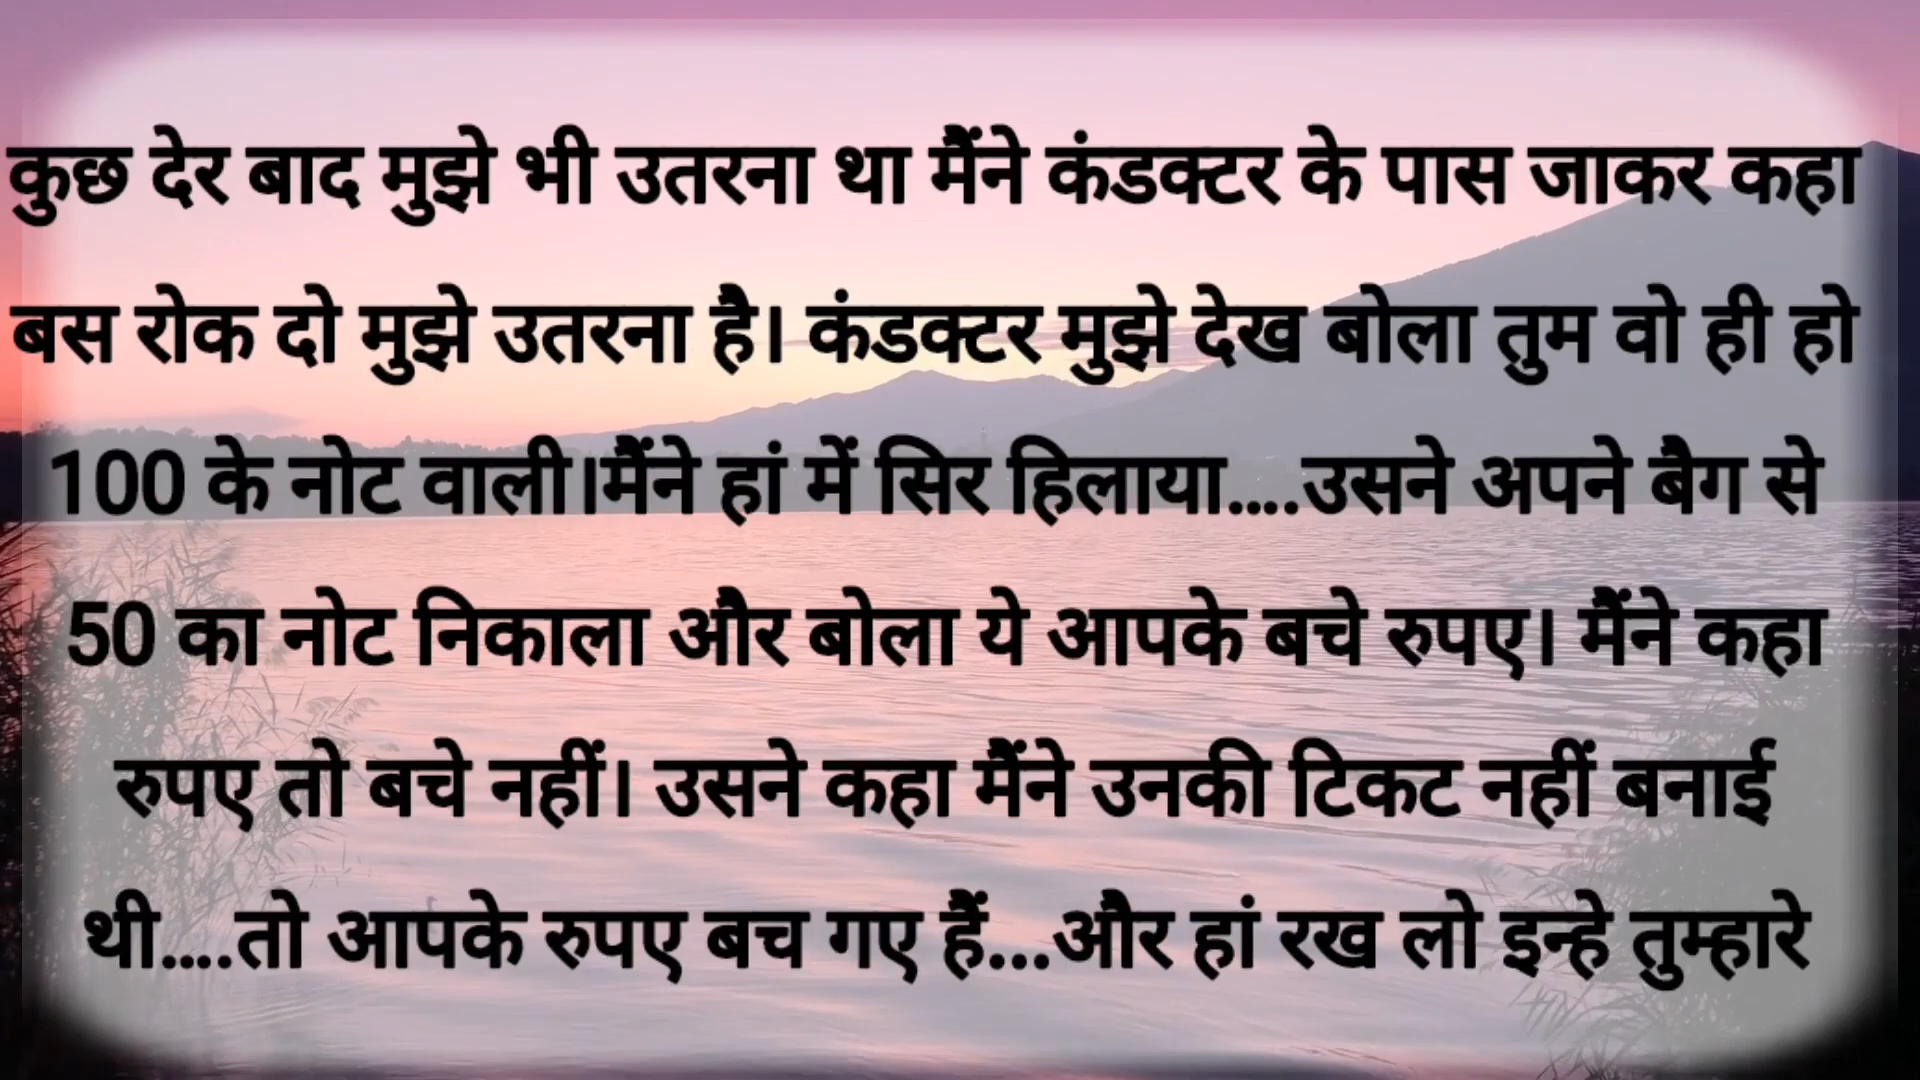 कुछ देर बाद मुझे भी उतरना था मैंने कंडक्टर के पास जाकर कहा
बस रोक दो मुझे उतरना है। कंडक्टर मुझे देख बोला तुम वो ही हो
100 के नोट वाली।मैंने हां में सिर हिलाया....उसने अपने बैग से
50 का नोट निकाला और बोला ये आपके बचे रुपए। मैंने कहा
रुपए तो बचे नहीं। उसने कहा मैंने उनकी टिकट नहीं बनाई
थी....तो आपके रुपए बच गए हैं...और हां रख लो इन्हे तुम्हारे